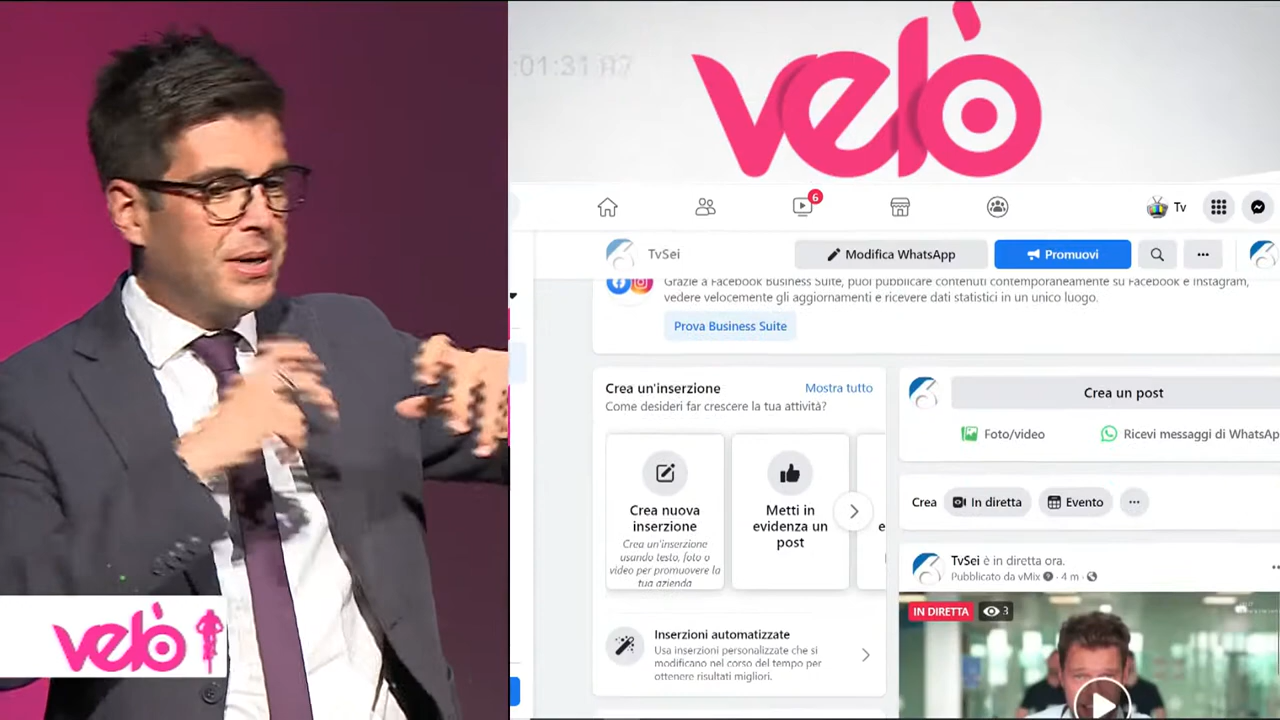 velò
:01:31
6
Tv
TvSei
Modifica WhatsApp
Promuovi
Grazie a Facebook Business Suite, puoi pubblicare contenuti contemporaneamente su Facebook e Instagram,
vedere velocemente gli aggiornamenti e ricevere dati statistici in un unico luogo.
Prova Business Suite
Crea un'inserzione
Mostra tutto
Come desideri far crescere la tua attività?
Crea nuova
inserzione
Crea un'inserzione
usando testo, foto o
video per promuovere la
tua azienda
Metti in
evidenza un
post
e
Inserzioni automatizzate
Usa inserzioni personalizzate che si
modificano nel corso del tempo per
ottenere risultati migliori.
Crea un post
Foto/video
Ricevi messaggi di WhatsAp
Crea
In diretta
Evento
TvSei è in diretta ora.
Pubblicato da vMix · 4 m ·
IN DIRETTA
3
velò